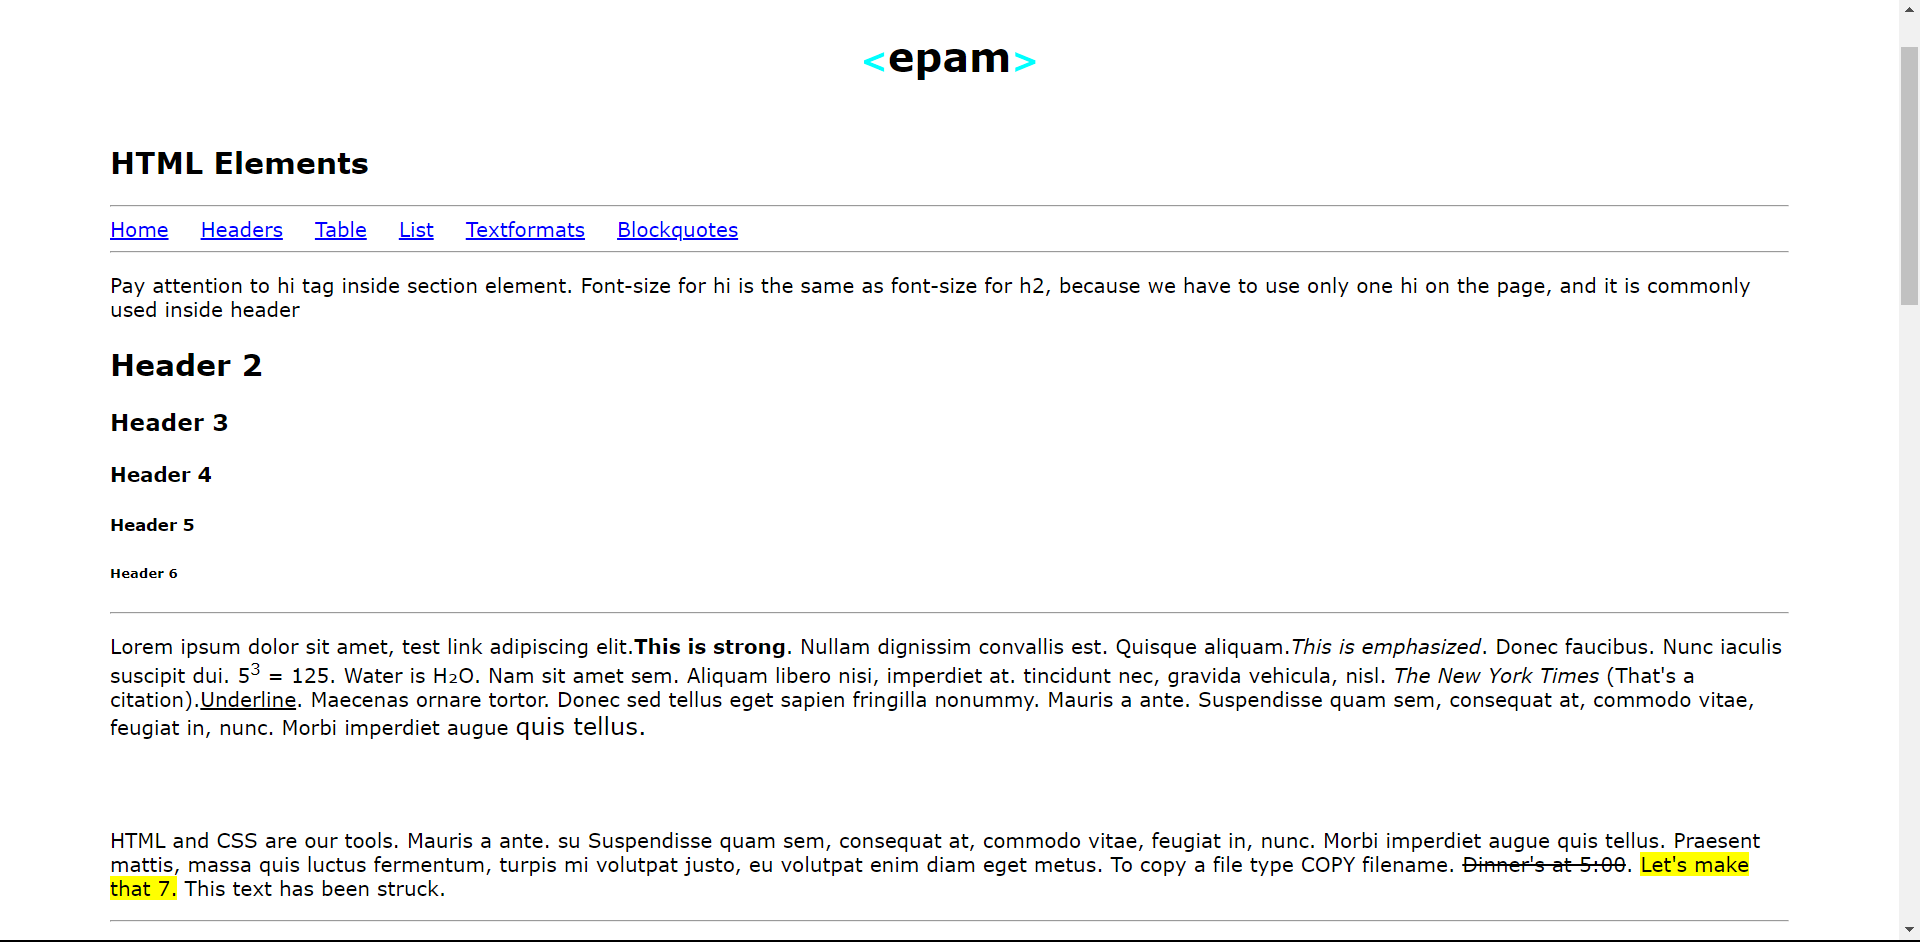 <epam>
HTML Elements
Home Headers Table List Textformats Blockquotes
Pay attention to hi tag inside section element. Font-size for hi is the same as font-size for h2, because we have to use only one hi on the page, and it is commonly
used inside header
Header 2
Header 3
Header 4
Header 5
Header 6
Lorem ipsum dolor sit amet, test link adipiscing elit.This is strong. Nullam dignissim convallis est. Quisque aliquam.This is emphasized. Donec faucibus. Nunc iaculis
suscipit dui. 5³ = 125. Water is H₂O. Nam sit amet sem. Aliquam libero nisi, imperdiet at. tincidunt nec, gravida vehicula, nisl. The New York Times (That's a
citation).Underline. Maecenas ornare tortor. Donec sed tellus eget sapien fringilla nonummy. Mauris a ante. Suspendisse quam sem, consequat at, commodo vitae,
feugiat in, nunc. Morbi imperdiet augue quis tellus.
HTML and CSS are our tools. Mauris a ante. su Suspendisse quam sem, consequat at, commodo vitae, feugiat in, nunc. Morbi imperdiet augue quis tellus. Praesent
mattis, massa quis luctus fermentum, turpis mi volutpat justo, eu volutpat enim diam eget metus. To copy a file type COPY filename. Dinner's at 5:00. Let's make
that 7. This text has been struck.